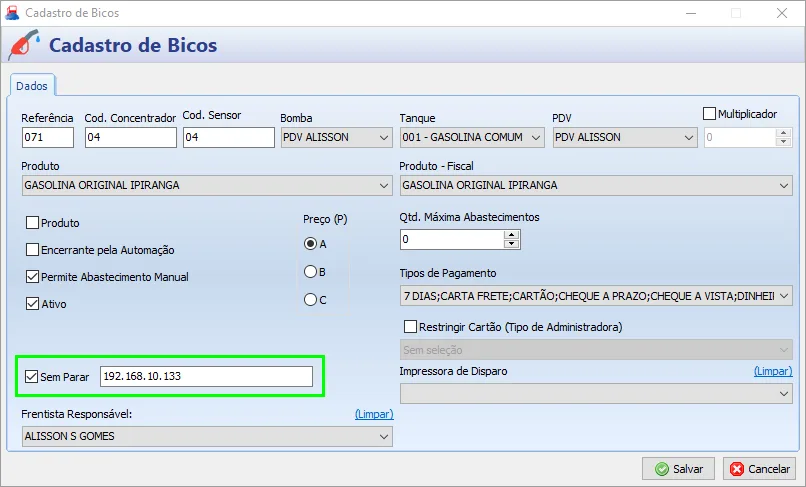 Cadastro de Bicos
Cadastro de Bicos
Dados
Referência Cod. Concentrador Cod. Sensor Bomba Tanque PDV Multiplicador
071 04 04 PDV ALISSON 001 - GASOLINA COMUM PDV ALISSON 0
Produto Produto - Fiscal
GASOLINA ORIGINAL IPIRANGA GASOLINA ORIGINAL IPIRANGA
Produto Preço (P) Qtd. Máxima Abastecimentos
Encerrante pela Automação A 0
Permite Abastecimento Manual B Tipos de Pagamento
Ativo C 7 DIAS;CARTA FRETE;CARTÃO;CHEQUE A PRAZO;CHEQUE A VISTA;DINHEI
Restringir Cartão (Tipo de Administradora)
Sem seleção
Sem Parar 192.168.10.133 Impressora de Disparo (Limpar)
Frentista Responsável: (Limpar)
ALISSON S GOMES
Salvar Cancelar